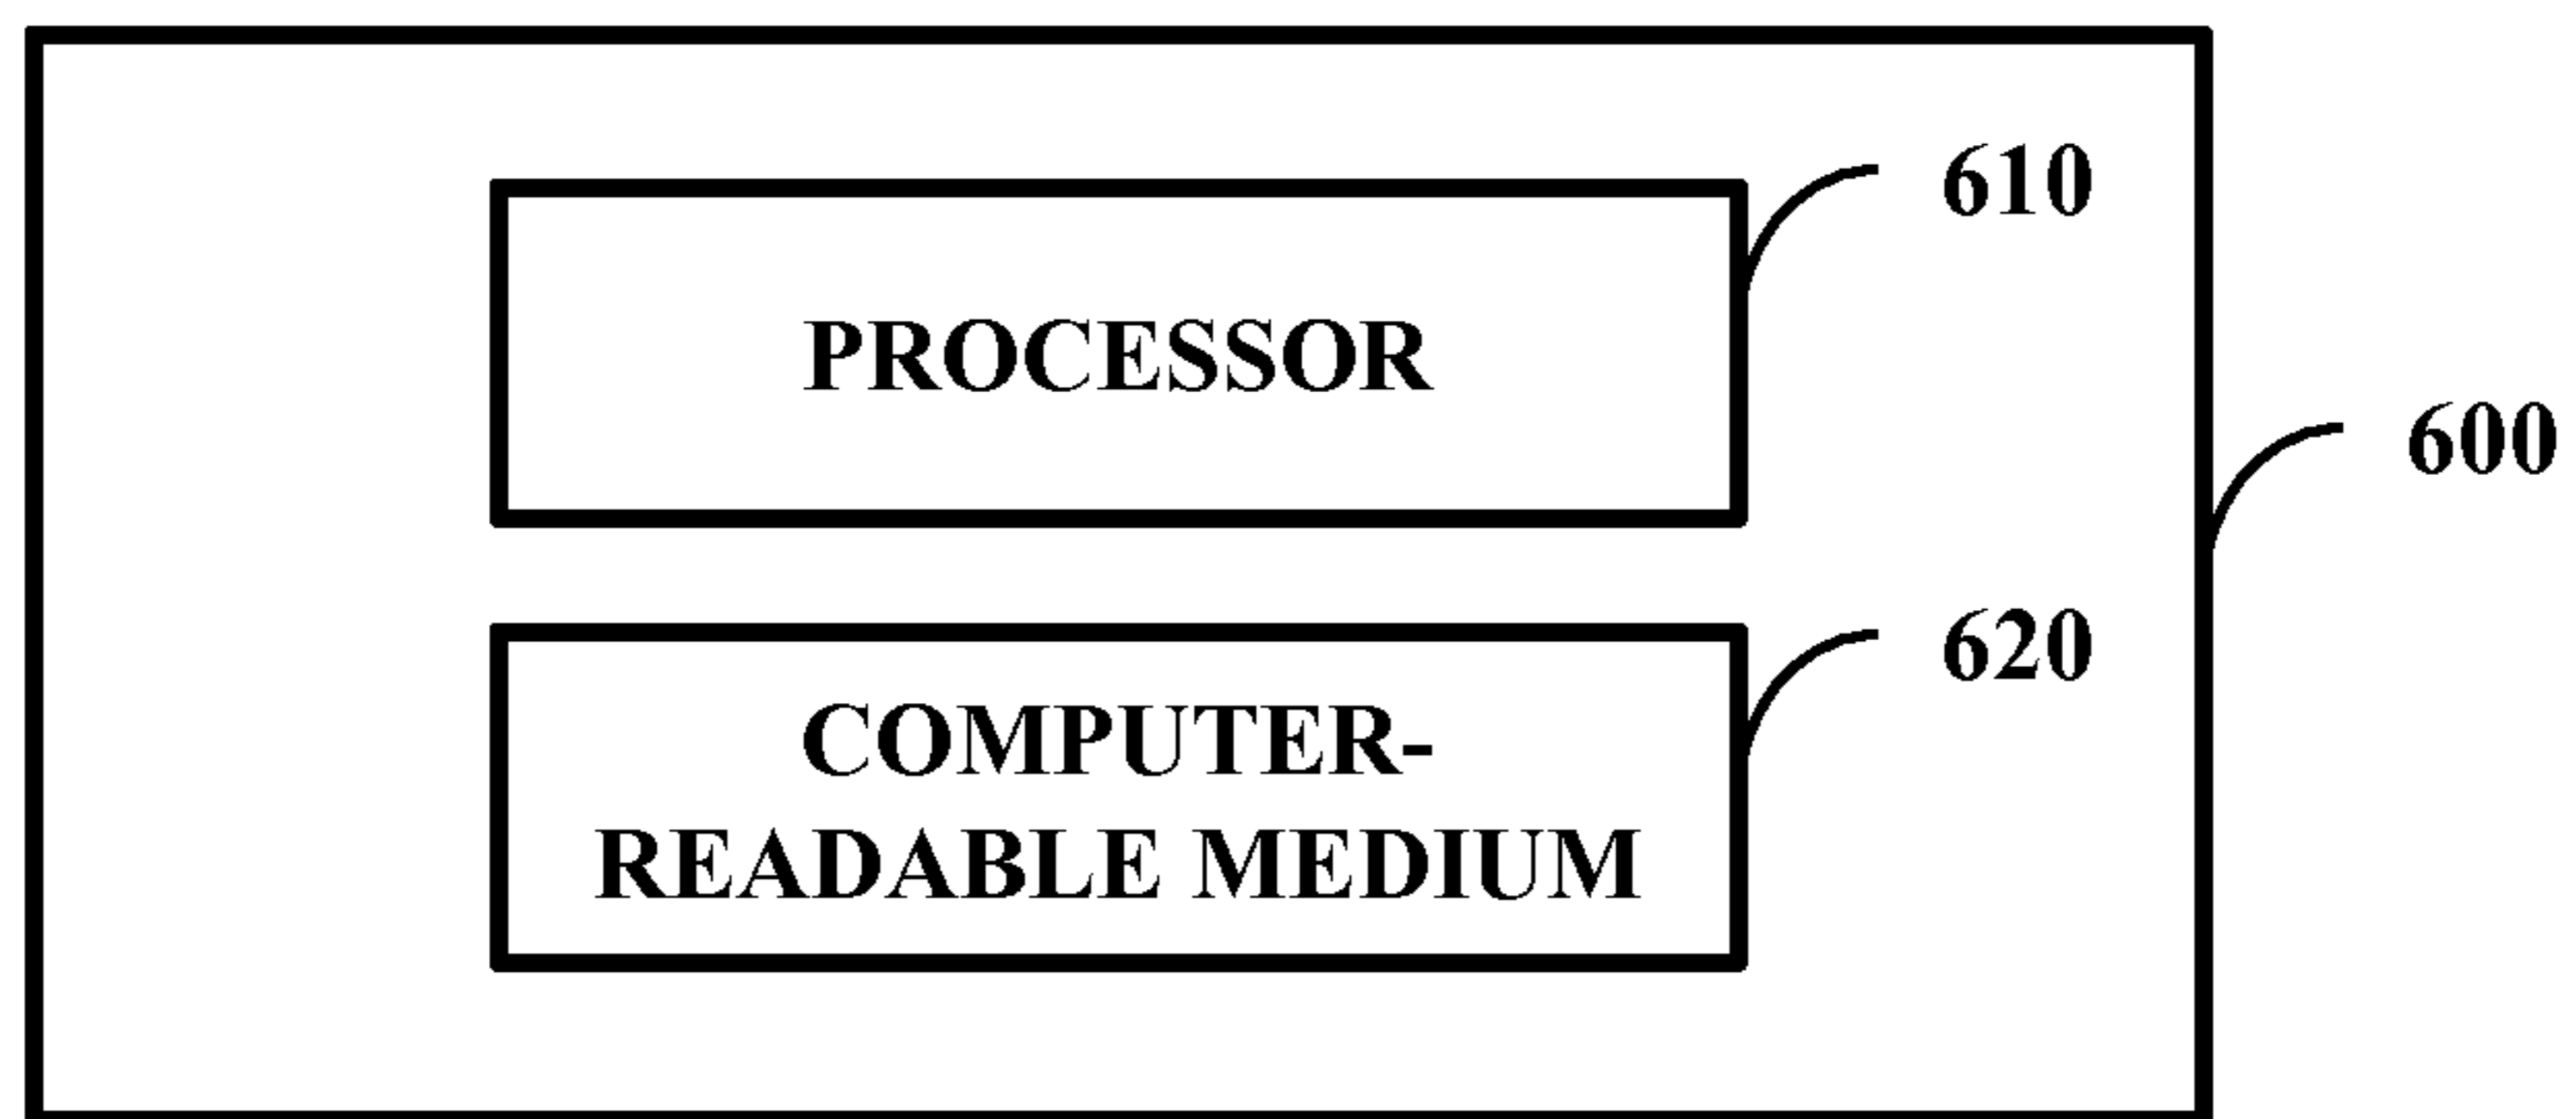 610
PROCESSOR
600
620
COMPUTER-
READABLE MEDIUM